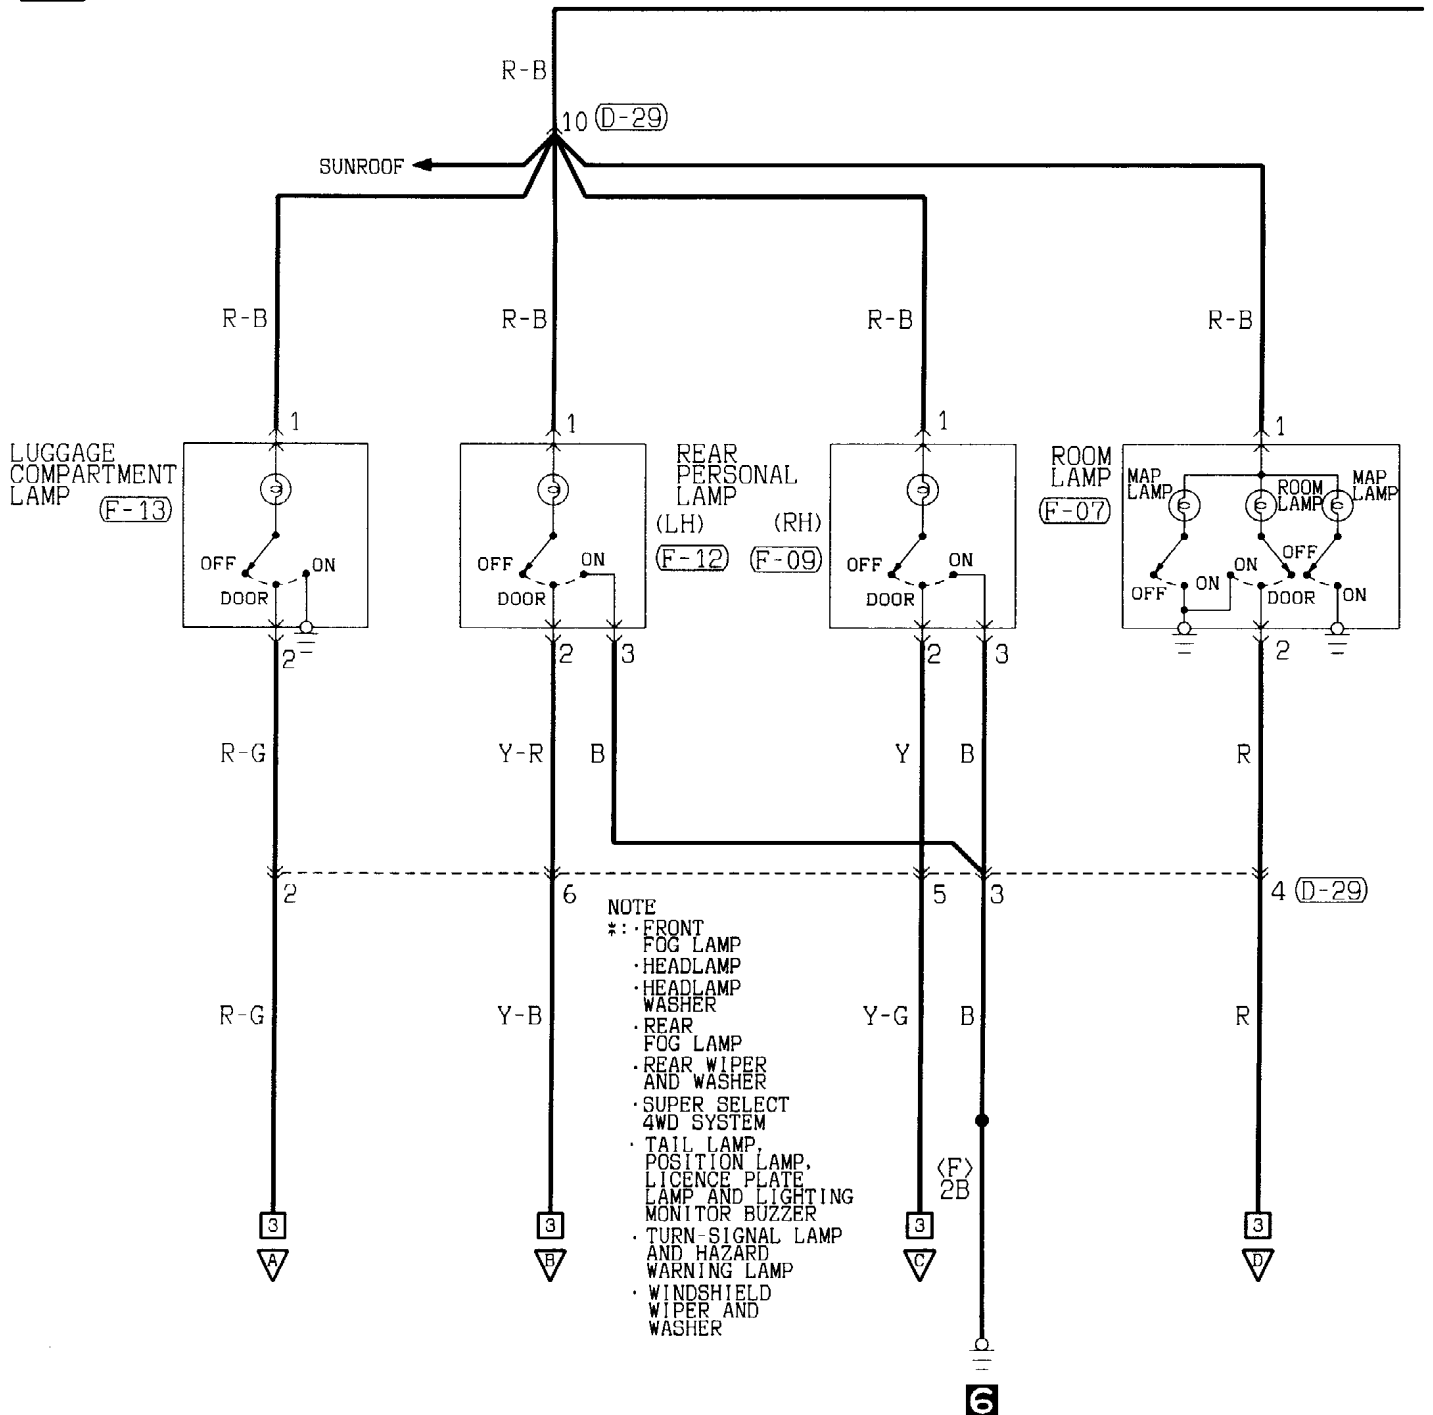 R-B
10 (D-29)
SUNROOF
R-B R-B R-B R-B
1 1 1 1
LUGGAGE
COMPARTMENT
LAMP
F-13
OFF ON
DOOR
REAR
PERSONAL
LAMP
(LH) (RH)
F-12 F-09
OFF ON
DOOR
OFF ON
DOOR
ROOM
LAMP
F-07
MAP
LAMP
ROOM
LAMP
MAP
LAMP
OFF ON
ON
OFF
DOOR
ON
2 2 3 2 3 2
R-G Y-R B Y B R
2 6 5 3 4 D-29
R-G Y-B Y-G B R
NOTE
*:·FRONT
FOG LAMP
·HEADLAMP
·HEADLAMP
WASHER
·REAR
FOG LAMP
·REAR WIPER
AND WASHER
·SUPER SELECT
4WD SYSTEM
·TAIL LAMP,
POSITION LAMP,
LICENCE PLATE
LAMP AND LIGHTING
MONITOR BUZZER
·TURN-SIGNAL LAMP
AND HAZARD
WARNING LAMP
·WINDSHIELD
WIPER AND
WASHER
<F>
2B
3 3 3 3
A B C D
6